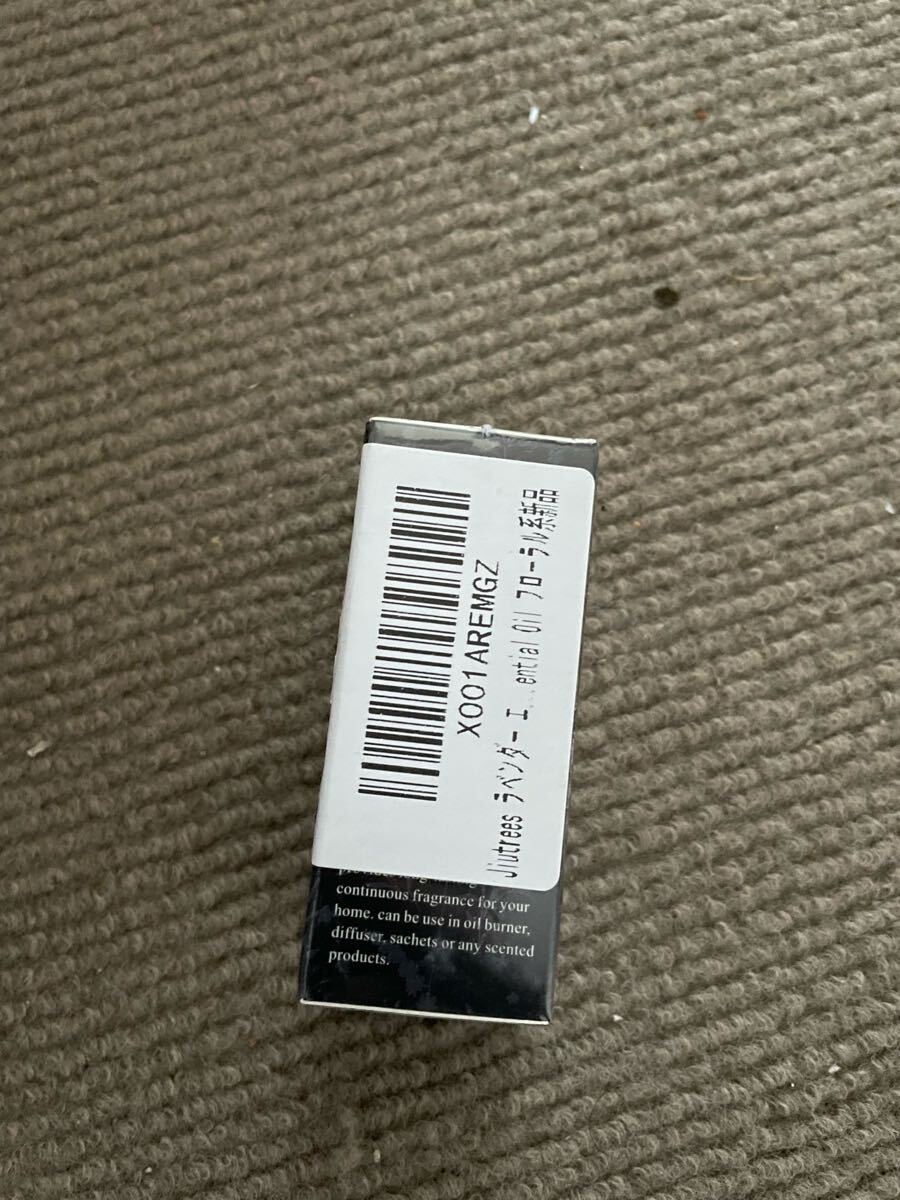 X001AREMGZ
Jiutrees ラベンダー エ...ential Oil フローラル系新品
continuous fragrance for your
home. can be use in oil burner,
diffuser, sachets or any scented
products.